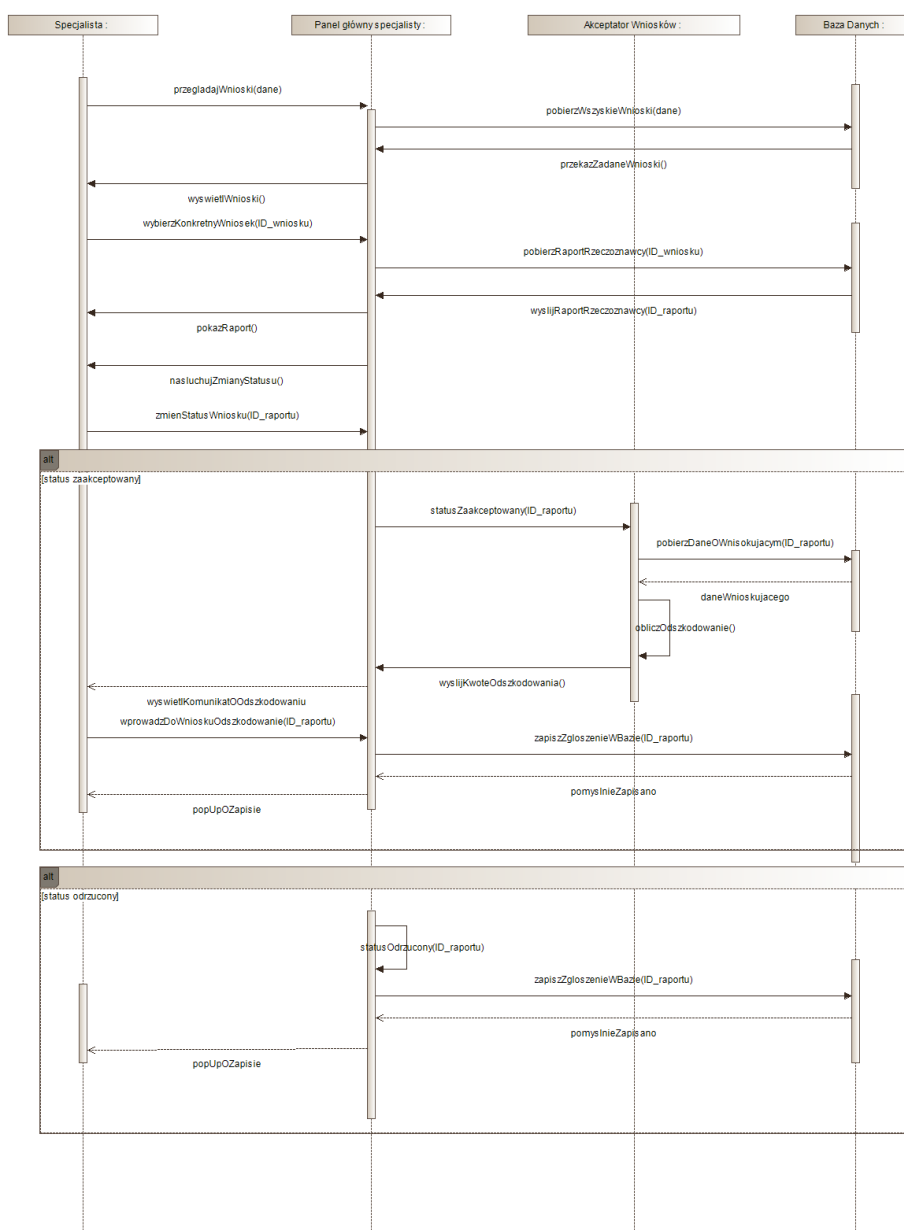 Specjalista :
Panel główny specjalisty :
Akceptator Wniosków :
Baza Danych :
przegladajWnioski(dane)
pobierzWszyskieWnioski(dane)
przekazZadaneWnioski()
wyswietlWnioski()
wybierzKonkretnyWniosek(ID_wniosku)
pobierzRaportRzeczoznawcy(ID_wniosku)
wyslijRaportRzeczoznawcy(ID_raportu)
pokazRaport()
nasluchujZmianyStatusu()
zmienStatusWniosku(ID_raportu)
alt
[status zaakceptowany]
statusZaakceptowany(ID_raportu)
pobierzDaneOWnisokujacym(ID_raportu)
daneWnioskujacego
obliczOdszkodowanie()
wyslijKwoteOdszkodowania()
wyswietlKomunikatOOdszkodowaniu
wprowadzDoWnioskuOdszkodowanie(ID_raportu)
zapiszZgloszenieWBazie(ID_raportu)
pomyslnieZapisano
popUpOZapisie
alt
[status odrzucony]
statusOdrzucony(ID_raportu)
zapiszZgloszenieWBazie(ID_raportu)
pomyslnieZapisano
popUpOZapisie